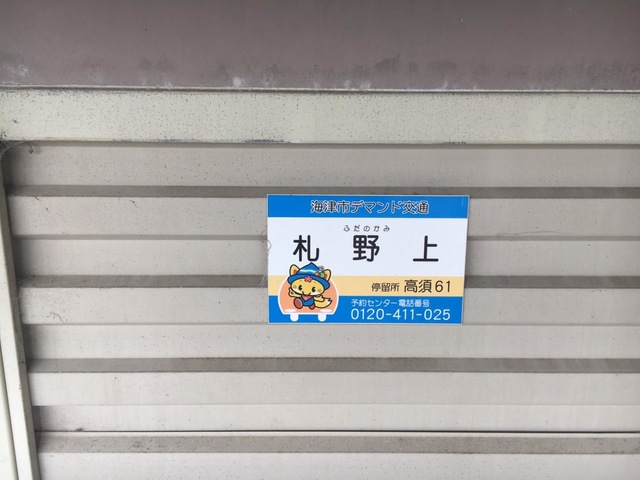 海津市デマンド交通
ふだのかみ
札野上
停留所 高須61
予約センター電話番号
0120-411-025